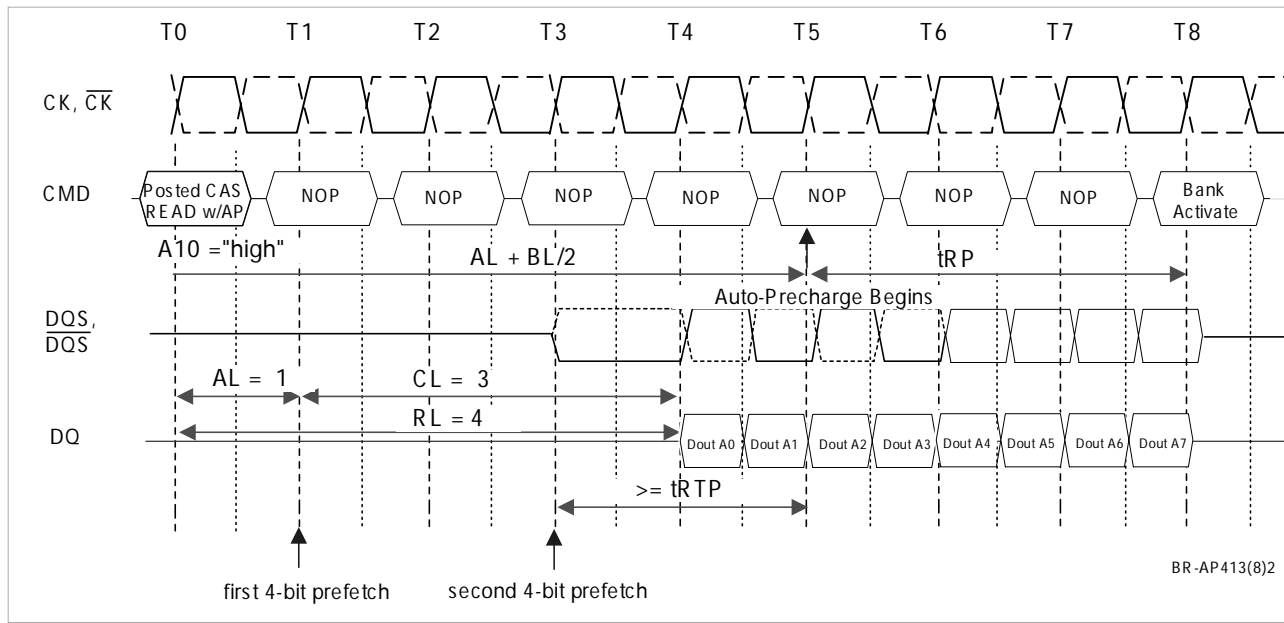 T0 T1 T2 T3 T4 T5 T6 T7 T8
CK, CK
CMD
Posted CAS
READ w/AP
NOP NOP NOP NOP NOP NOP NOP
Bank
Activate
A10 ="high"
AL + BL/2
tRP
Auto-Precharge Begins
DQS,
DQS
AL = 1
CL = 3
RL = 4
DQ
Dout A0 Dout A1 Dout A2 Dout A3 Dout A4 Dout A5 Dout A6 Dout A7
>= tRTP
first 4-bit prefetch
second 4-bit prefetch
BR-AP413(8)2